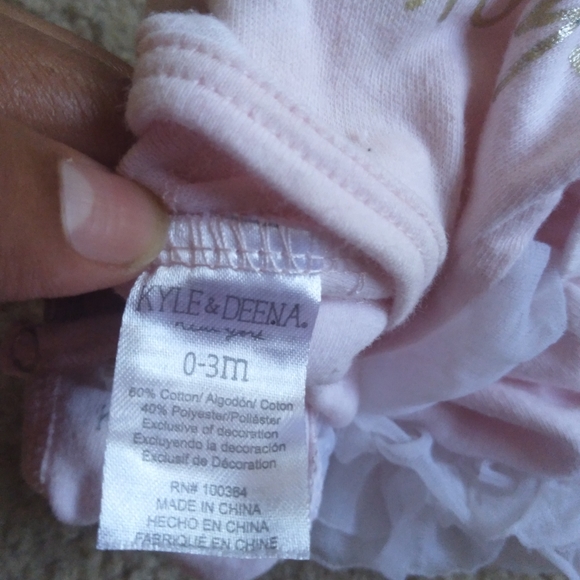 KYLE & DEENA.
new york
0-3m
60% Cotton/ Algodón/ Coton
40% Polyester/Poliéster
Exclusive of decoration
Excluyendo la decoración
Exclusif de Décoration
RN# 100364
MADE IN CHINA
HECHO EN CHINA
FABRIQUÉ EN CHINE